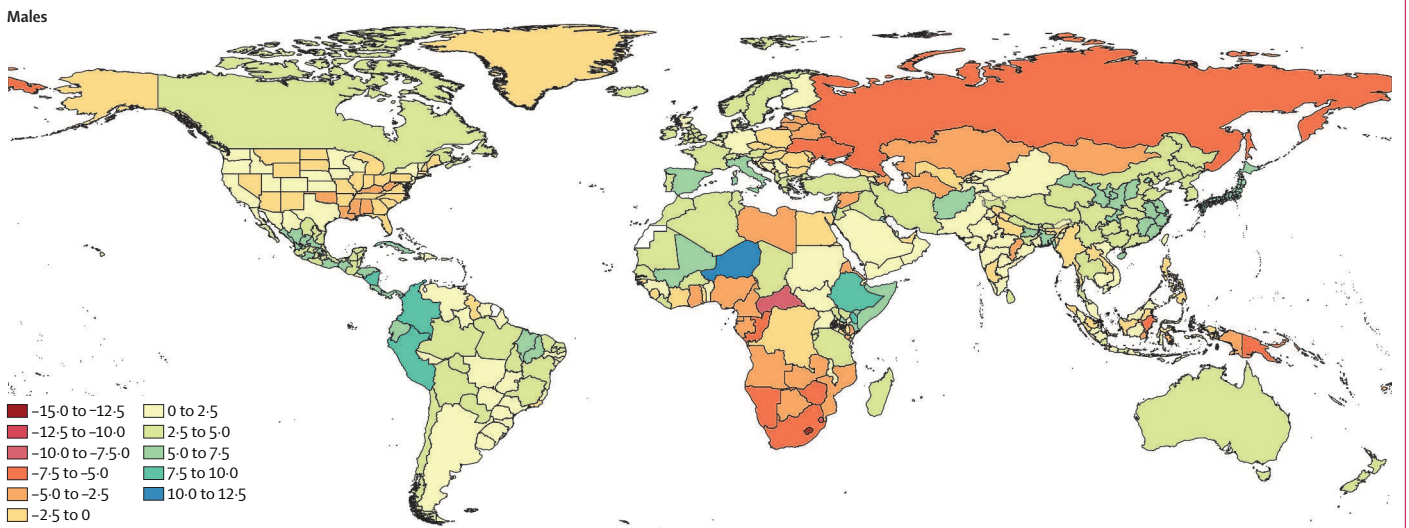 Males
−15·0 to −12·5
−12·5 to −10·0
−10·0 to −7·5·0
−7·5 to −5·0
−5·0 to −2·5
−2·5 to 0
0 to 2·5
2·5 to 5·0
5·0 to 7·5
7·5 to 10·0
10·0 to 12·5